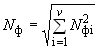 N_ф = √(∑_{i=1}^{ν} N²_{фi})